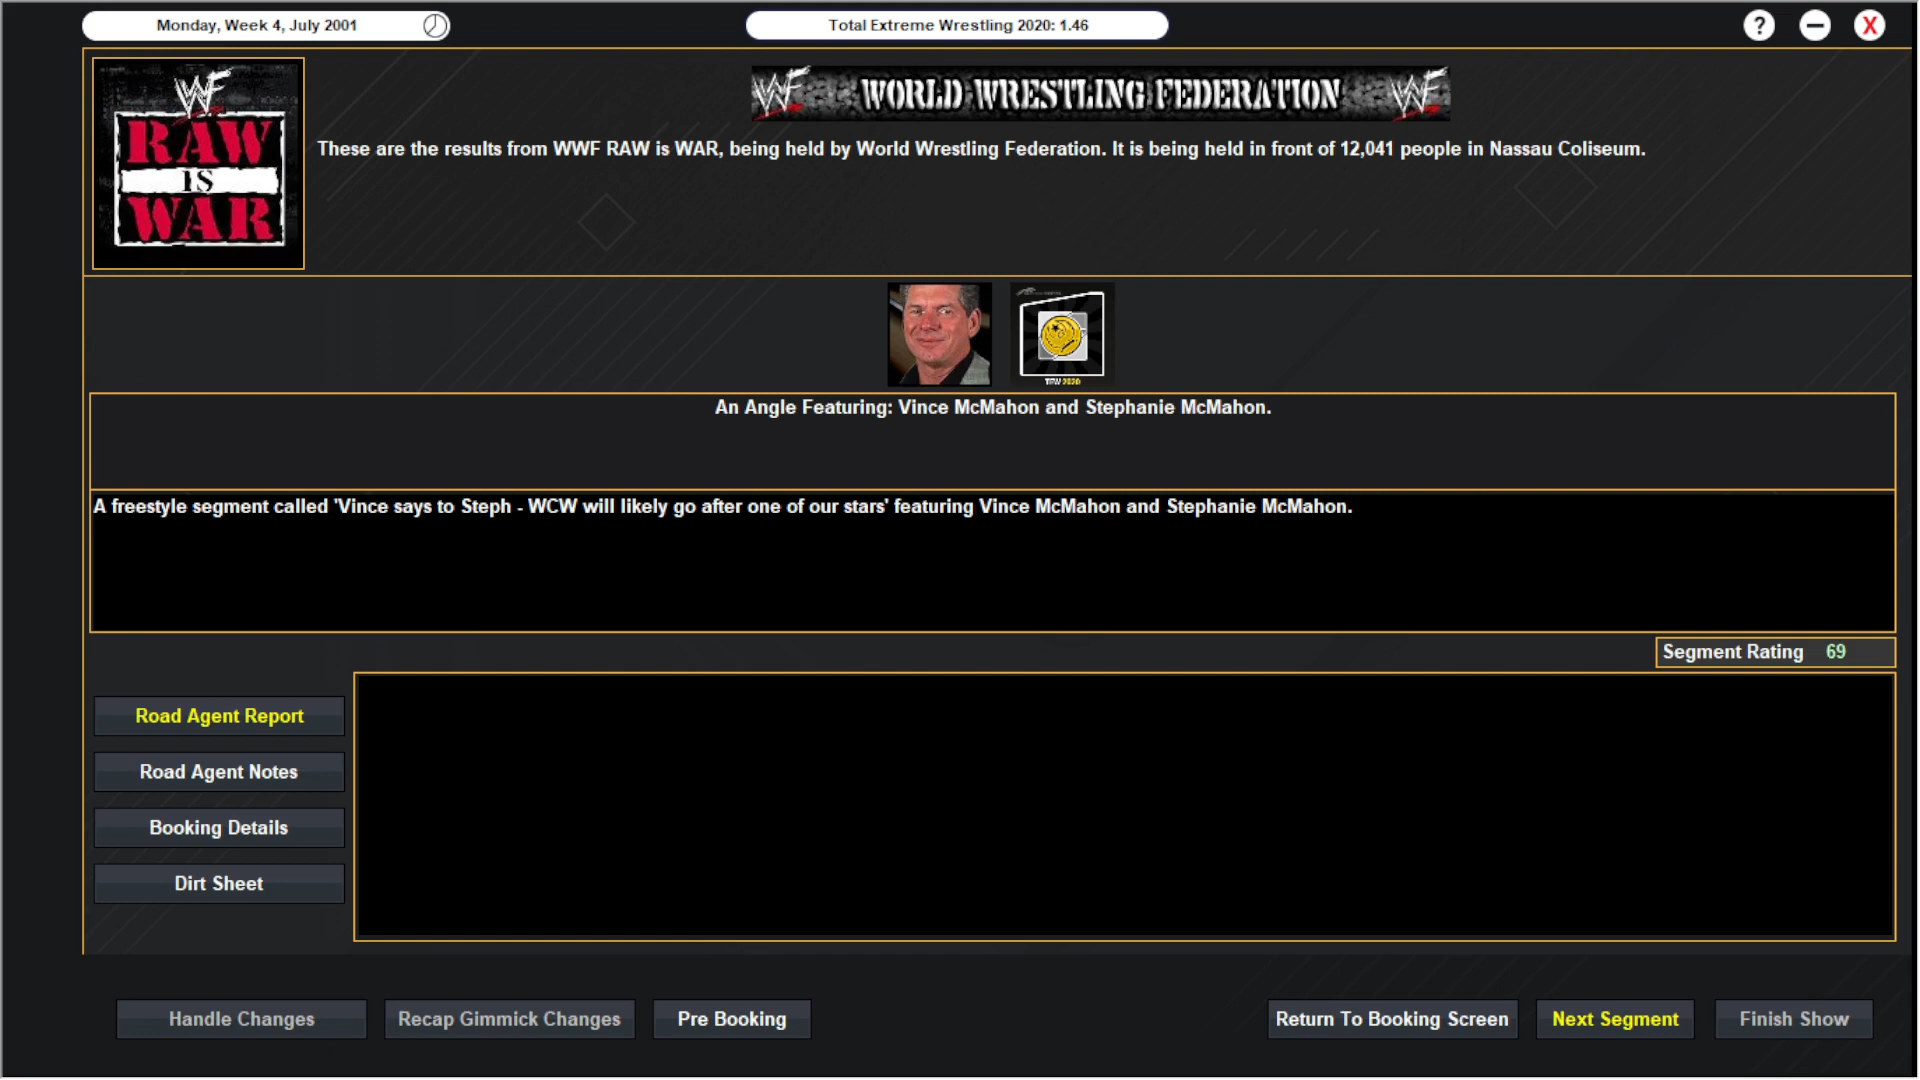 Monday, Week 4, July 2001
Total Extreme Wrestling 2020: 1.46
?
X
WF
RAW
IS
WAR
WF WORLD WRESTLING FEDERATION WF
These are the results from WWF RAW is WAR, being held by World Wrestling Federation. It is being held in front of 12,041 people in Nassau Coliseum.
TEW 2020
An Angle Featuring: Vince McMahon and Stephanie McMahon.
A freestyle segment called 'Vince says to Steph - WCW will likely go after one of our stars' featuring Vince McMahon and Stephanie McMahon.
Segment Rating 69
Road Agent Report
Road Agent Notes
Booking Details
Dirt Sheet
Handle Changes
Recap Gimmick Changes
Pre Booking
Return To Booking Screen
Next Segment
Finish Show